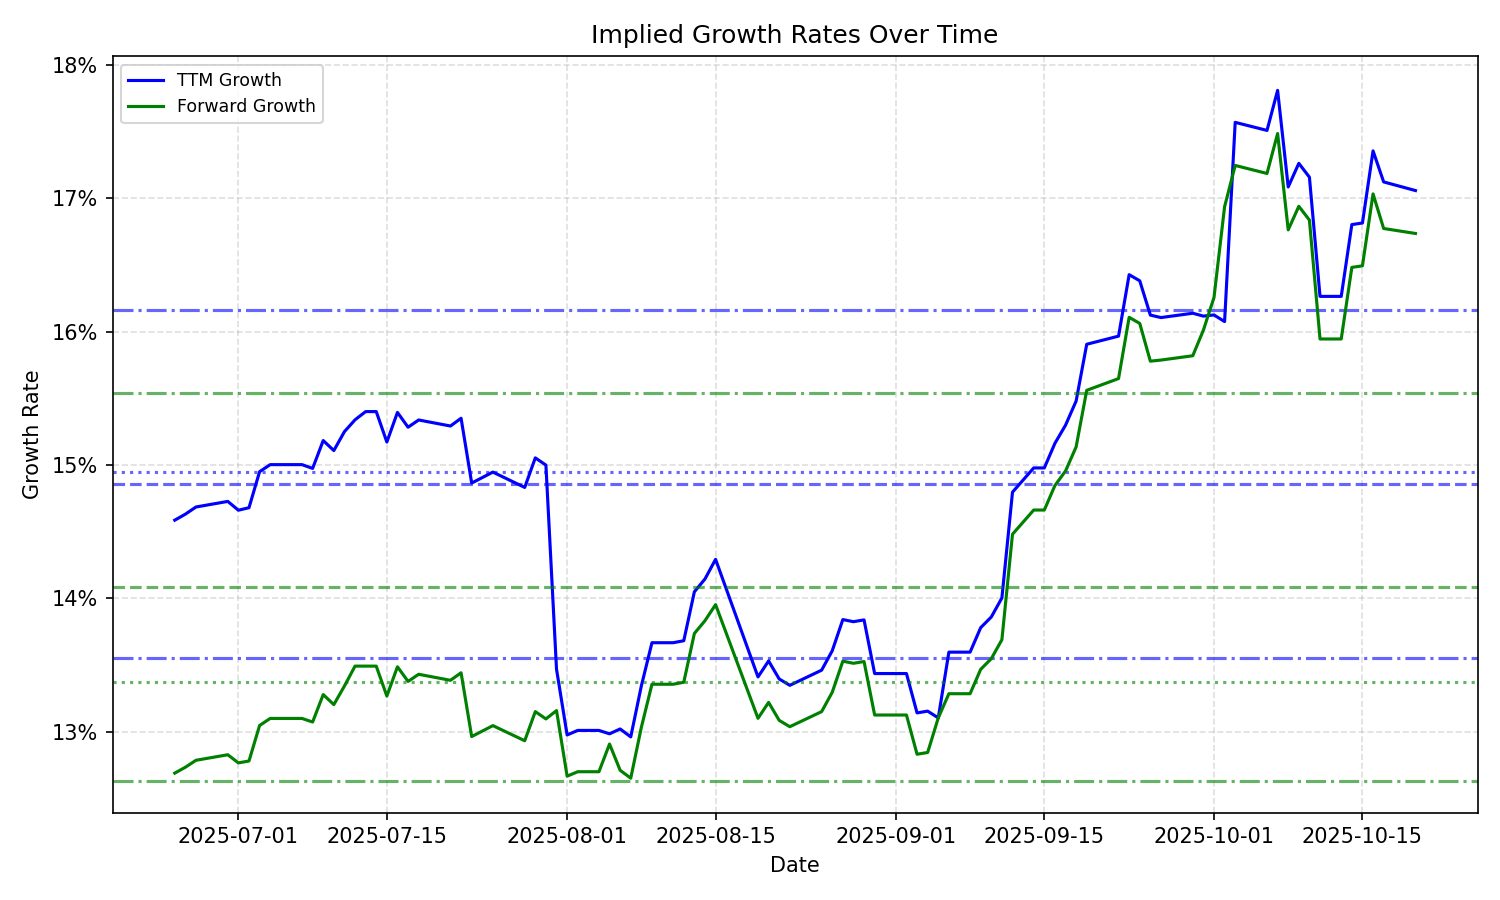 Implied Growth Rates Over Time
TTM Growth
Forward Growth
18%
17%
16%
15%
14%
13%
Growth Rate
2025-07-01
2025-07-15
2025-08-01
2025-08-15
2025-09-01
2025-09-15
2025-10-01
2025-10-15
Date